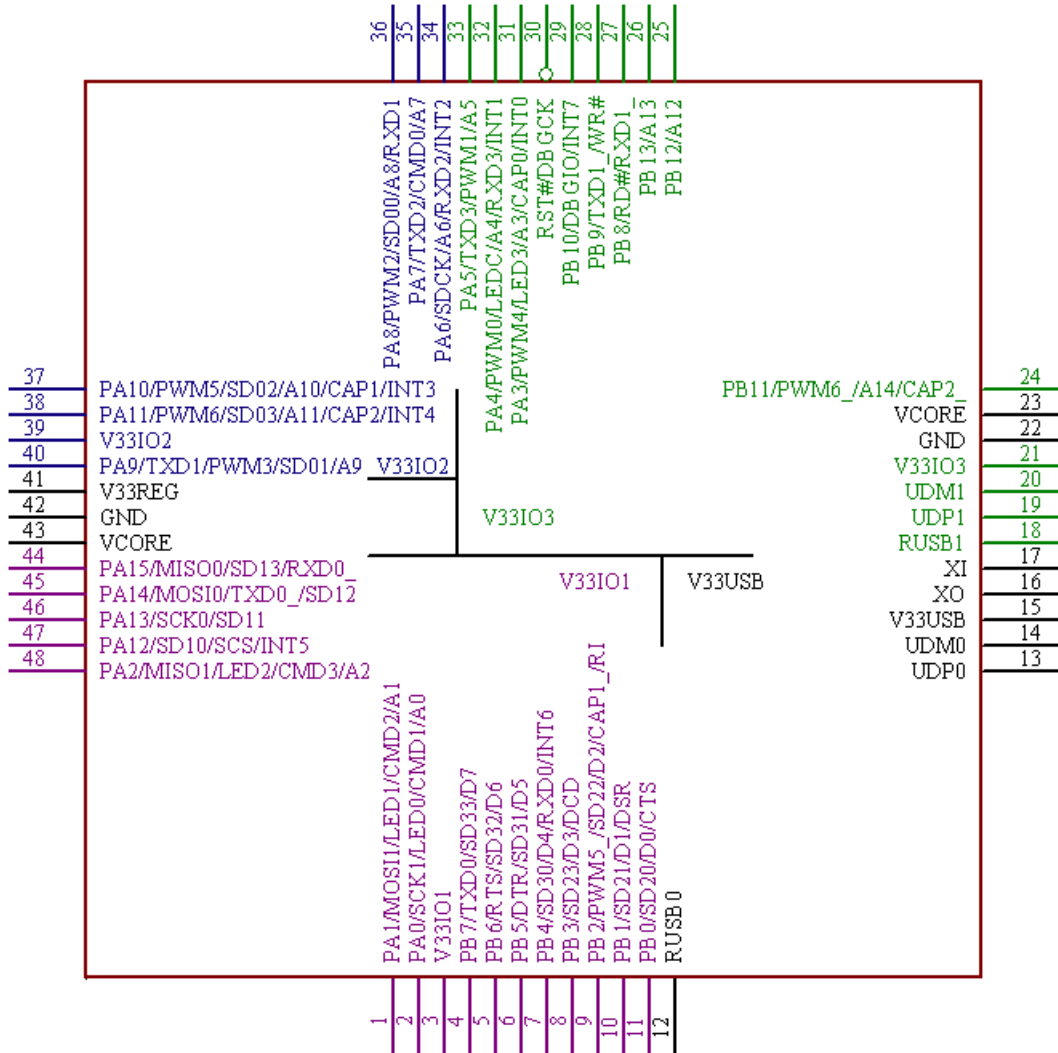 36
35
34
33
32
31
30
29
28
27
26
25
PA8/PWM2/SD00/A8/RXD1
PA7/TXD2/CMD0/A7
PA6/SDCK/A6/RXD2/INT2
PA5/TXD3/PWM1/A5
PA4/PWM0/LEDC/A4/RXD3/INT1
PA3/PWM4/LED3/A3/CAP0/INT0
RST#/DBGCK
PB10/DBGIO/INT7
PB9/TXD1_/WR#
PB8/RD#/RXD1_
PB13/A13
PB12/A12
37 PA10/PWM5/SD02/A10/CAP1/INT3
38 PA11/PWM6/SD03/A11/CAP2/INT4
39 V33IO2
40 PA9/TXD1/PWM3/SD01/A9
41 V33REG
42 GND
43 VCORE
44 PA15/MISO0/SD13/RXD0_
45 PA14/MOSI0/TXD0_/SD12
46 PA13/SCK0/SD11
47 PA12/SD10/SCS/INT5
48 PA2/MISO1/LED2/CMD3/A2
V33IO2
V33IO3
V33IO1
V33USB
PB11/PWM6_/A14/CAP2_ 24
VCORE 23
GND 22
V33IO3 21
UDM1 20
UDP1 19
RUSB1 18
XI 17
XO 16
V33USB 15
UDM0 14
UDP0 13
PA1/MOSI1/LED1/CMD2/A1
PA0/SCK1/LED0/CMD1/A0
V33IO1
PB7/TXD0/SD33/D7
PB6/RTS/SD32/D6
PB5/DTR/SD31/D5
PB4/SD30/D4/RXD0/INT6
PB3/SD23/D3/DCD
PB2/PWM5_/SD22/D2/CAP1_/RI
PB1/SD21/D1/DSR
PB0/SD20/D0/CTS
RUSB0
1
2
3
4
5
6
7
8
9
10
11
12